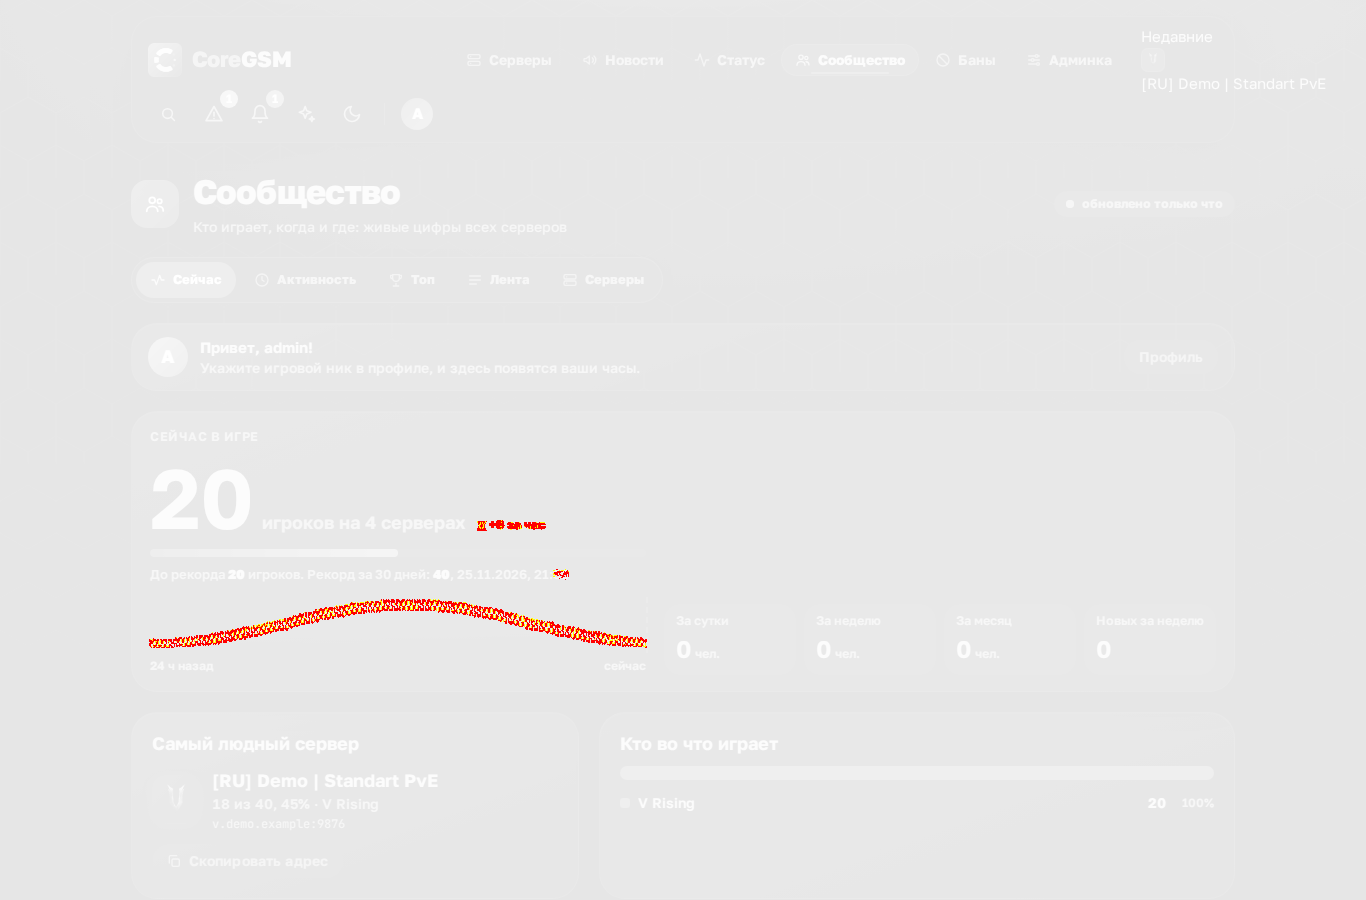 CoreGSM
Серверы
Новости
Статус
Сообщество
Баны
Админка
Недавние
[RU] Demo | Standart PvE
A
Сообщество
Кто играет, когда и где: живые цифры всех серверов
обновлено только что
Сейчас
Активность
Топ
Лента
Серверы
A
Привет, admin!
Укажите игровой ник в профиле, и здесь появятся ваши часы.
Профиль
СЕЙЧАС В ИГРЕ
20 игроков на 4 серверах
за час
До рекорда 20 игроков. Рекорд за 30 дней: 40, 25.11.2026,
24 ч назад
сейчас
За сутки
0 чел.
За неделю
0 чел.
За месяц
0 чел.
Новых за неделю
0
Самый людный сервер
[RU] Demo | Standart PvE
18 из 40, 45% · V Rising
v.demo.example:9876
Скопировать адрес
Кто во что играет
V Rising
20 100%